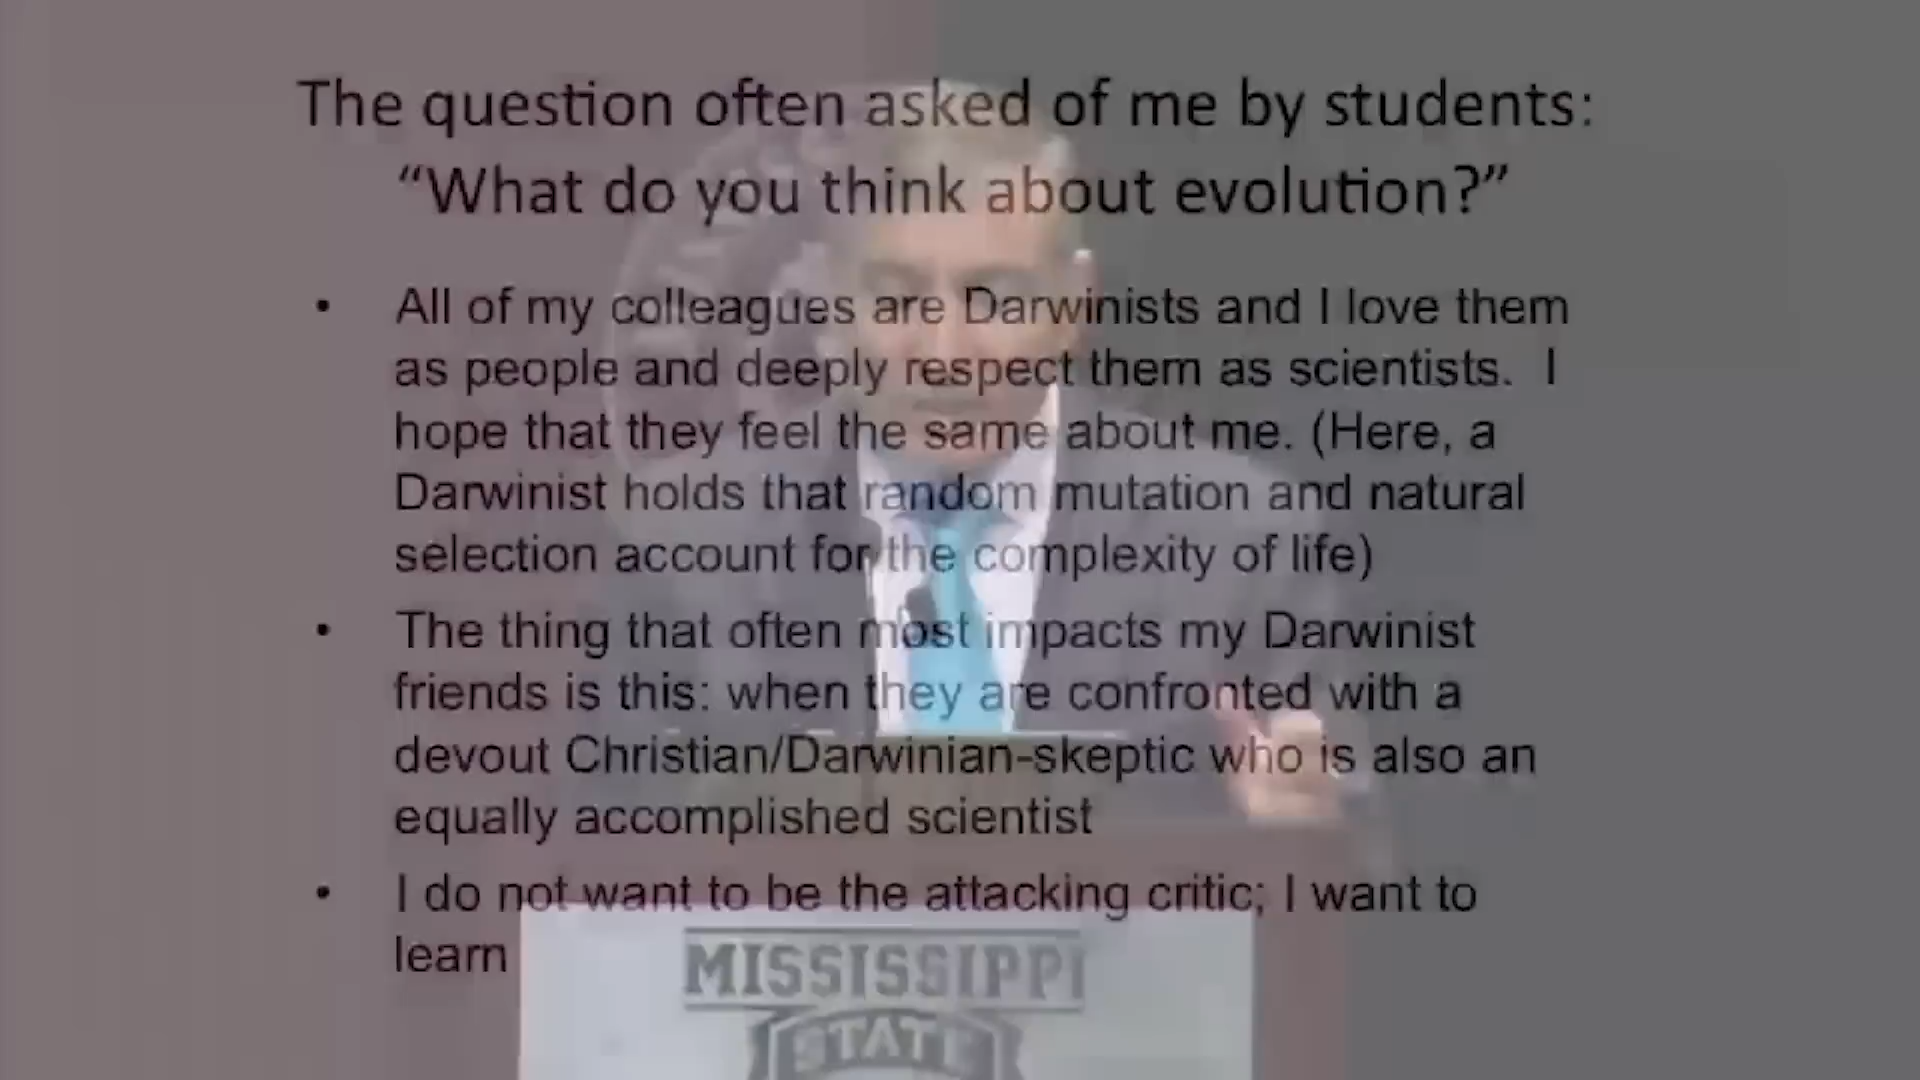 The question often asked of me by students:
“What do you think about evolution?”
• All of my colleagues are Darwinists and I love them
as people and deeply respect them as scientists. I
hope that they feel the same about me. (Here, a
Darwinist holds that random mutation and natural
selection account for the complexity of life)
• The thing that often most impacts my Darwinist
friends is this: when they are confronted with a
devout Christian/Darwinian-skeptic who is also an
equally accomplished scientist
• I do not want to be the attacking critic; I want to
learn
MISSISSIPPI
STATE